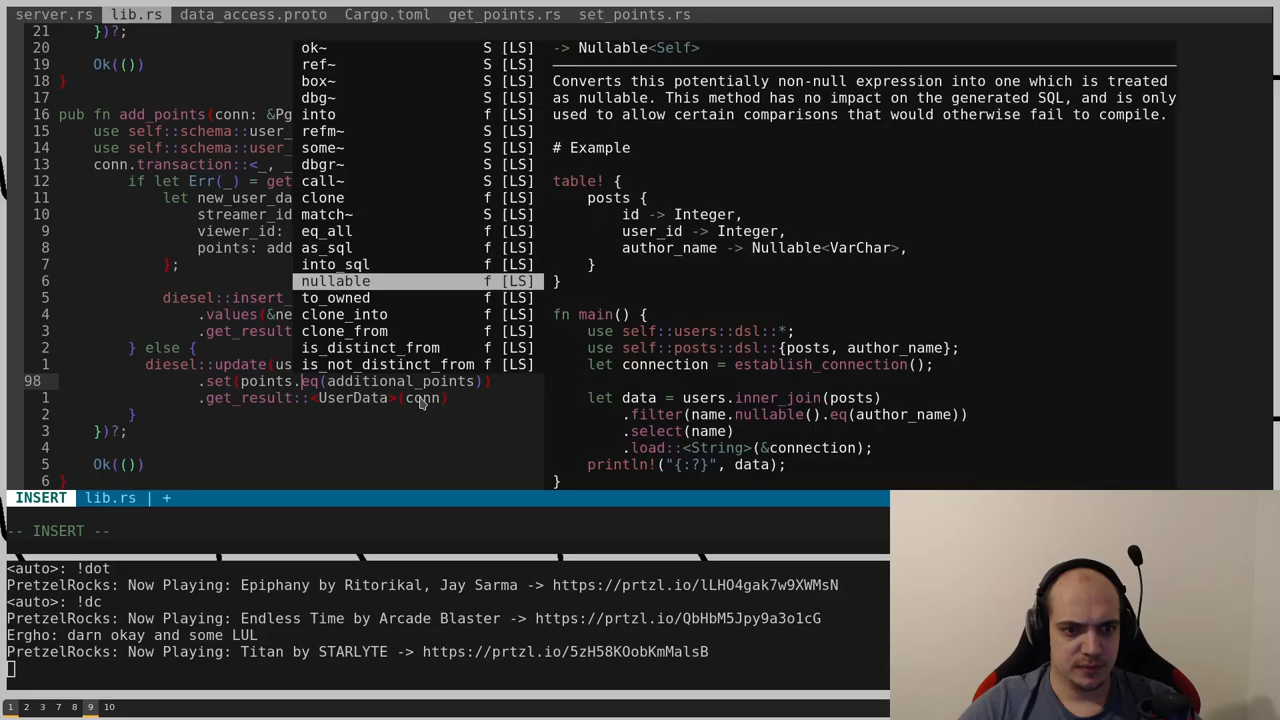 server.rs lib.rs data_access.proto Cargo.toml get_points.rs set_points.rs
21 })?;
20
19 Ok(())
18 }
17
16 pub fn add_points(conn: &Pg
15 use self::schema::user_
14 use self::schema::user_
13 conn.transaction::<_, _
12 if let Err(_) = get
11 let new_user_da
10 streamer_id
9 viewer_id:
8 points: add
7 };
6
5 diesel::insert_
4 .values(&ne
3 .get_result
2 } else {
1 diesel::update(us
98 .set(points.eq(additional_points))
1 .get_result::<UserData>(conn)
2 }
3 })?;
4
5 Ok(())
6 }
ok~ S [LS]
ref~ S [LS]
box~ S [LS]
dbg~ S [LS]
into f [LS]
refm~ S [LS]
some~ S [LS]
dbgr~ S [LS]
call~ S [LS]
clone f [LS]
match~ S [LS]
eq_all f [LS]
as_sql f [LS]
into_sql f [LS]
nullable f [LS]
to_owned f [LS]
clone_into f [LS]
clone_from f [LS]
is_distinct_from f [LS]
is_not_distinct_from f [LS]
-> Nullable<Self>
Converts this potentially non-null expression into one which is treated
as nullable. This method has no impact on the generated SQL, and is only
used to allow certain comparisons that would otherwise fail to compile.
# Example
table! {
posts {
id -> Integer,
user_id -> Integer,
author_name -> Nullable<VarChar>,
}
}
fn main() {
use self::users::dsl::*;
use self::posts::dsl::{posts, author_name};
let connection = establish_connection();
let data = users.inner_join(posts)
.filter(name.nullable().eq(author_name))
.select(name)
.load::<String>(&connection);
println!("{:?}", data);
}
INSERT lib.rs | +
-- INSERT --
<auto>: !dot
PretzelRocks: Now Playing: Epiphany by Ritorikal, Jay Sarma -> https://prtzl.io/lLHO4gak7w9XWMsN
<auto>: !dc
PretzelRocks: Now Playing: Endless Time by Arcade Blaster -> https://prtzl.io/QbHbM5Jpy9a3o1cG
Ergho: darn okay and some LUL
PretzelRocks: Now Playing: Titan by STARLYTE -> https://prtzl.io/5zH58KOobKmMalsB
1 2 3 7 8 9 10